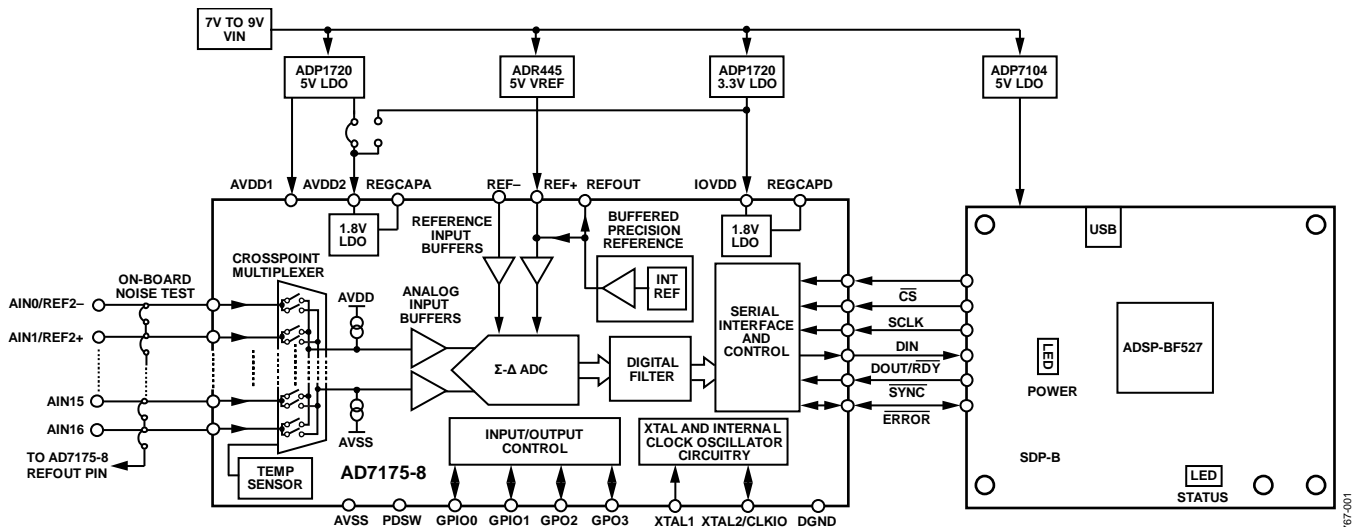 7V TO 9V
VIN
ADP1720
5V LDO
ADR445
5V VREF
ADP1720
3.3V LDO
ADP7104
5V LDO
AVDD1
AVDD2
REGCAPA
REF–
REF+
REFOUT
IOVDD
REGCAPD
1.8V
LDO
REFERENCE
INPUT
BUFFERS
BUFFERED
PRECISION
REFERENCE
1.8V
LDO
USB
CROSSPOINT
MULTIPLEXER
ON-BOARD
NOISE TEST
INT
REF
AIN0/REF2–
AVDD
ANALOG
INPUT
BUFFERS
SERIAL
INTERFACE
AND
CONTROL
CS
SCLK
DIN
DOUT/RDY
SYNC
ERROR
AIN1/REF2+
ADSP-BF527
LED
POWER
Σ-Δ ADC
DIGITAL
FILTER
AIN15
AIN16
AVSS
INPUT/OUTPUT
CONTROL
XTAL AND INTERNAL
CLOCK OSCILLATOR
CIRCUITRY
TO AD7175-8
REFOUT PIN
TEMP
SENSOR
AD7175-8
SDP-B
LED
STATUS
AVSS
PDSW
GPIO0
GPIO1
GPO2
GPO3
XTAL1
XTAL2/CLKIO
DGND
67-001